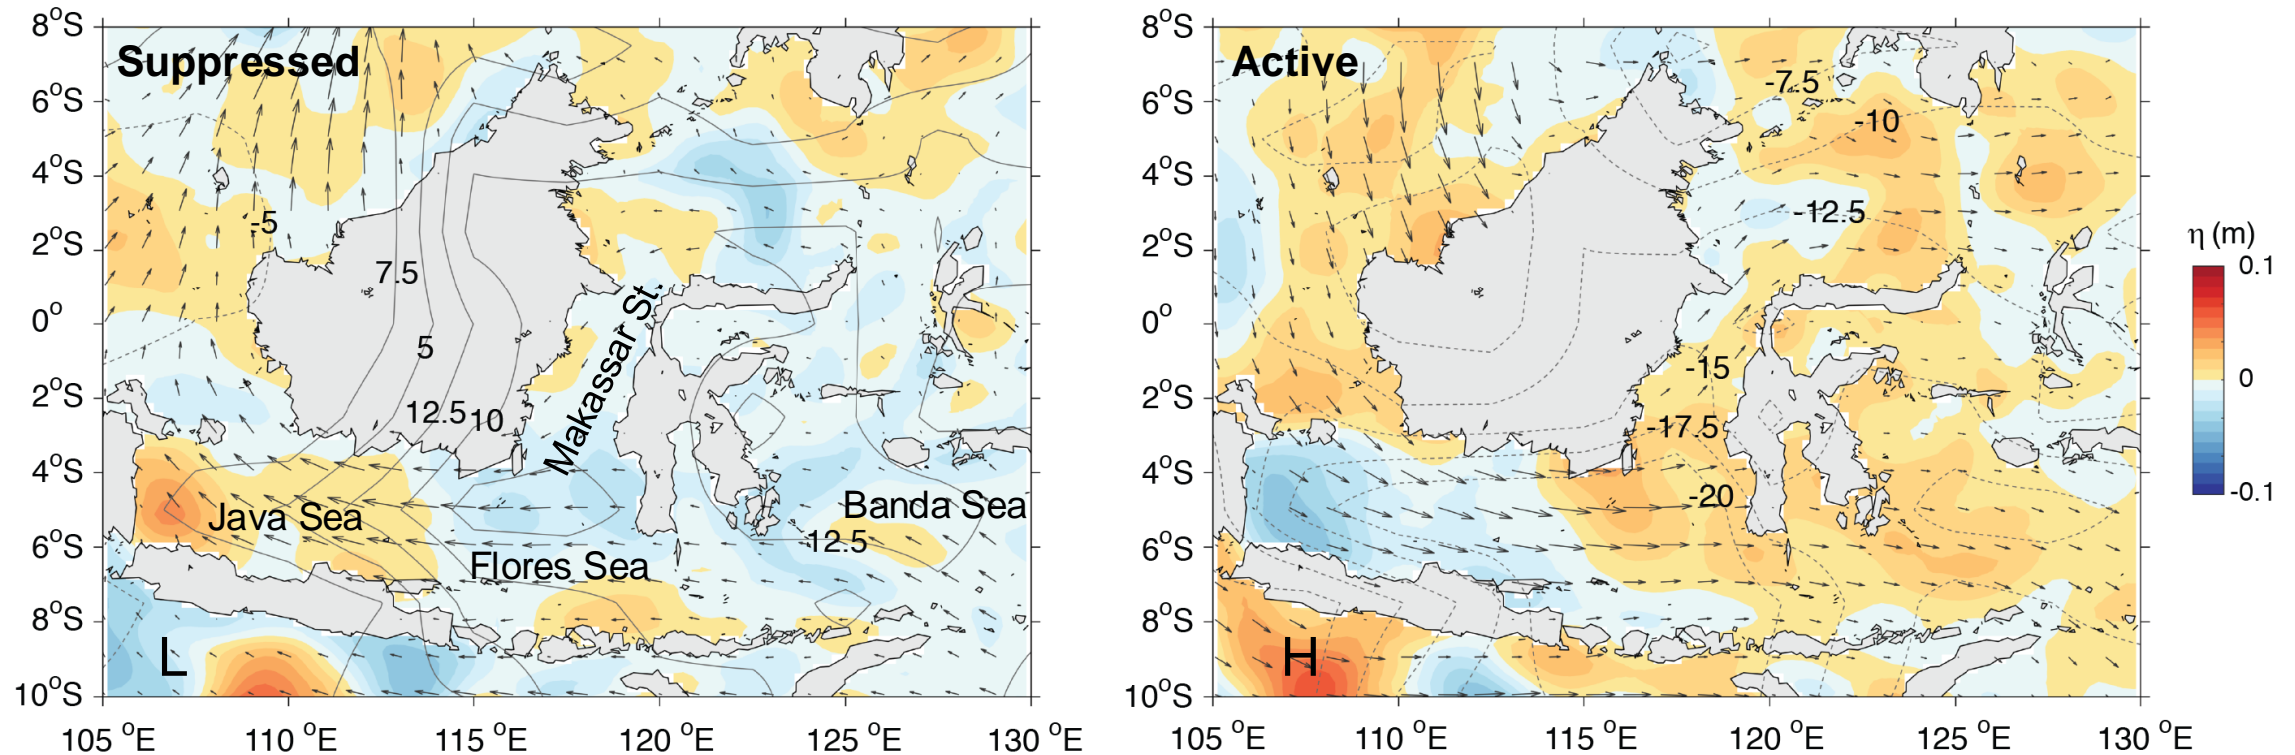 Suppressed
8°S
6°S
4°S
2°S
0°
2°S
4°S
6°S
8°S
10°S
105 °E
110 °E
115 °E
120 °E
125 °E
130 °E
-5
7.5
5
12.5
10
Makassar St.
Java Sea
Flores Sea
Banda Sea
12.5
L
Active
8°S
6°S
4°S
2°S
0°
2°S
4°S
6°S
8°S
10°S
105 °E
110 °E
115 °E
120 °E
125 °E
130 °E
-7.5
-10
-12.5
-15
-17.5
-20
H
η (m)
0.1
0
-0.1